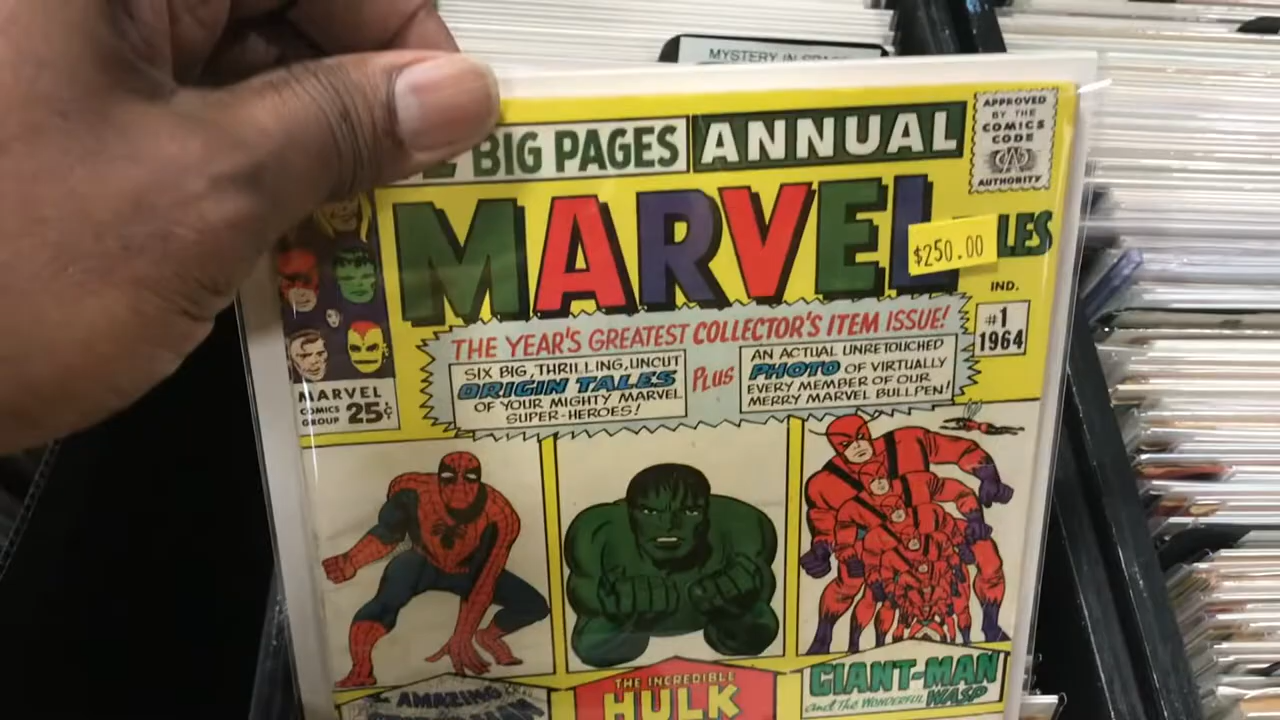 MYSTERY IN
BIG PAGES ANNUAL
APPROVED
BY THE
COMICS
CODE
CA
AUTHORITY
MARVEL
LES
$250.00
IND.
#1
1964
THE YEAR'S GREATEST COLLECTOR'S ITEM ISSUE!
SIX BIG, THRILLING, UNCUT
ORIGIN TALES
OF YOUR MIGHTY MARVEL
SUPER-HEROES!
PLUS
AN ACTUAL UNRETOUCHED
PHOTO OF VIRTUALLY
EVERY MEMBER OF OUR
MERRY MARVEL BULLPEN!
MARVEL
COMICS
GROUP
25¢
AMAZING
THE INCREDIBLE
HULK
GIANT-MAN
and The WONDERFUL WASP